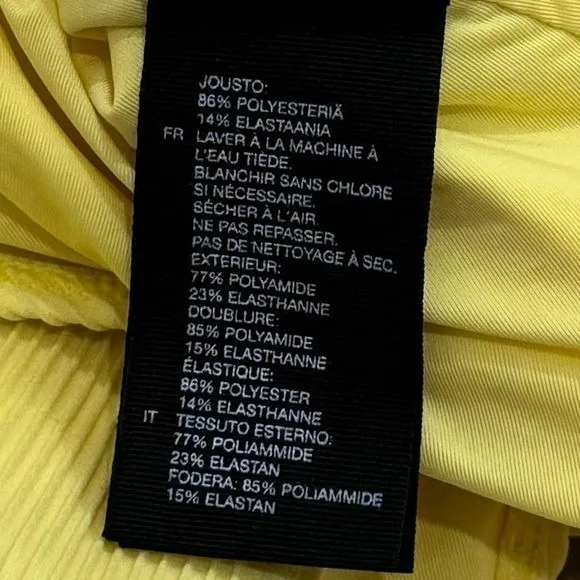 JOUSTO:
86% POLYESTERIÄ
14% ELASTAANIA
FR LAVER À LA MACHINE À
L'EAU TIÈDE.
BLANCHIR SANS CHLORE
SI NÉCESSAIRE.
SÉCHER À L'AIR.
NE PAS REPASSER.
PAS DE NETTOYAGE À SEC.
EXTERIEUR:
77% POLYAMIDE
23% ELASTHANNE
DOUBLURE:
85% POLYAMIDE
15% ELASTHANNE
ÉLASTIQUE:
86% POLYESTER
14% ELASTHANNE
IT TESSUTO ESTERNO:
77% POLIAMMIDE
23% ELASTAN
FODERA: 85% POLIAMMIDE
15% ELASTAN